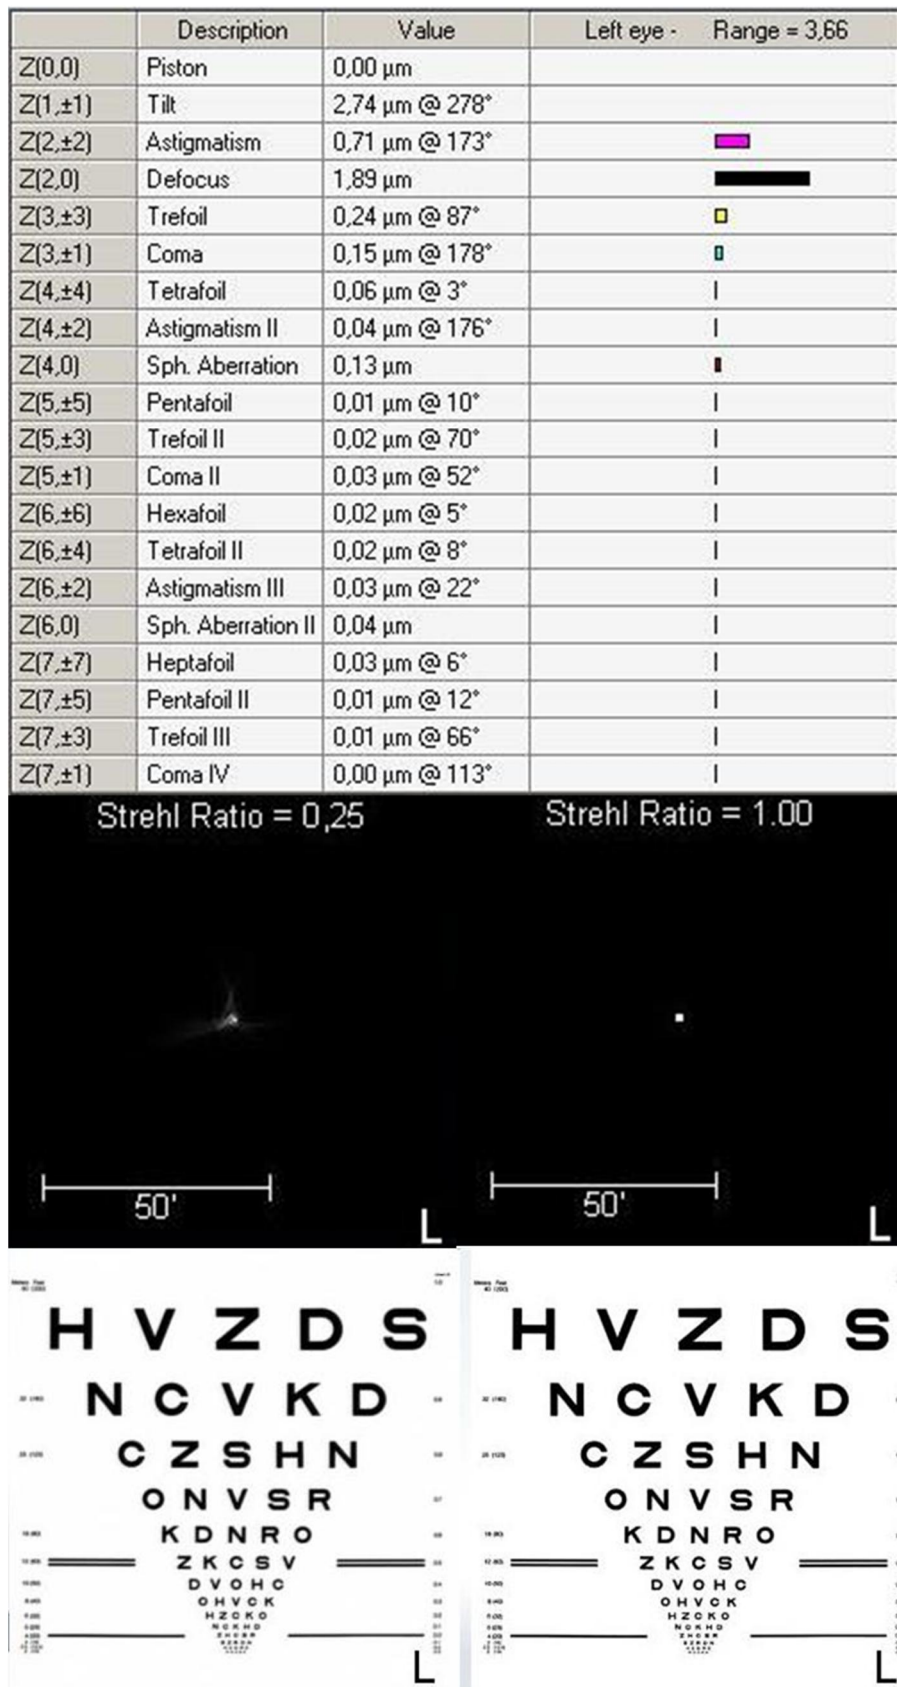 Description Value Left eye - Range = 3,66
Z(0,0) Piston 0,00 µm
Z(1,±1) Tilt 2,74 µm @ 278°
Z(2,±2) Astigmatism 0,71 µm @ 173°
Z(2,0) Defocus 1,89 µm
Z(3,±3) Trefoil 0,24 µm @ 87°
Z(3,±1) Coma 0,15 µm @ 178°
Z(4,±4) Tetrafoil 0,06 µm @ 3°
Z(4,±2) Astigmatism II 0,04 µm @ 176°
Z(4,0) Sph. Aberration 0,13 µm
Z(5,±5) Pentafoil 0,01 µm @ 10°
Z(5,±3) Trefoil II 0,02 µm @ 70°
Z(5,±1) Coma II 0,03 µm @ 52°
Z(6,±6) Hexafoil 0,02 µm @ 5°
Z(6,±4) Tetrafoil II 0,02 µm @ 8°
Z(6,±2) Astigmatism III 0,03 µm @ 22°
Z(6,0) Sph. Aberration II 0,04 µm
Z(7,±7) Heptafoil 0,03 µm @ 6°
Z(7,±5) Pentafoil II 0,01 µm @ 12°
Z(7,±3) Trefoil III 0,01 µm @ 66°
Z(7,±1) Coma IV 0,00 µm @ 113°
Strehl Ratio = 0,25
50'
L
Strehl Ratio = 1.00
50'
L
H V Z D S
N C V K D
C Z S H N
O N V S R
K D N R O
Z K C S V
D V O H C
O H V C K
H Z C K O
N C K H D
L
H V Z D S
N C V K D
C Z S H N
O N V S R
K D N R O
Z K C S V
D V O H C
O H V C K
H Z C K O
N C K H D
L